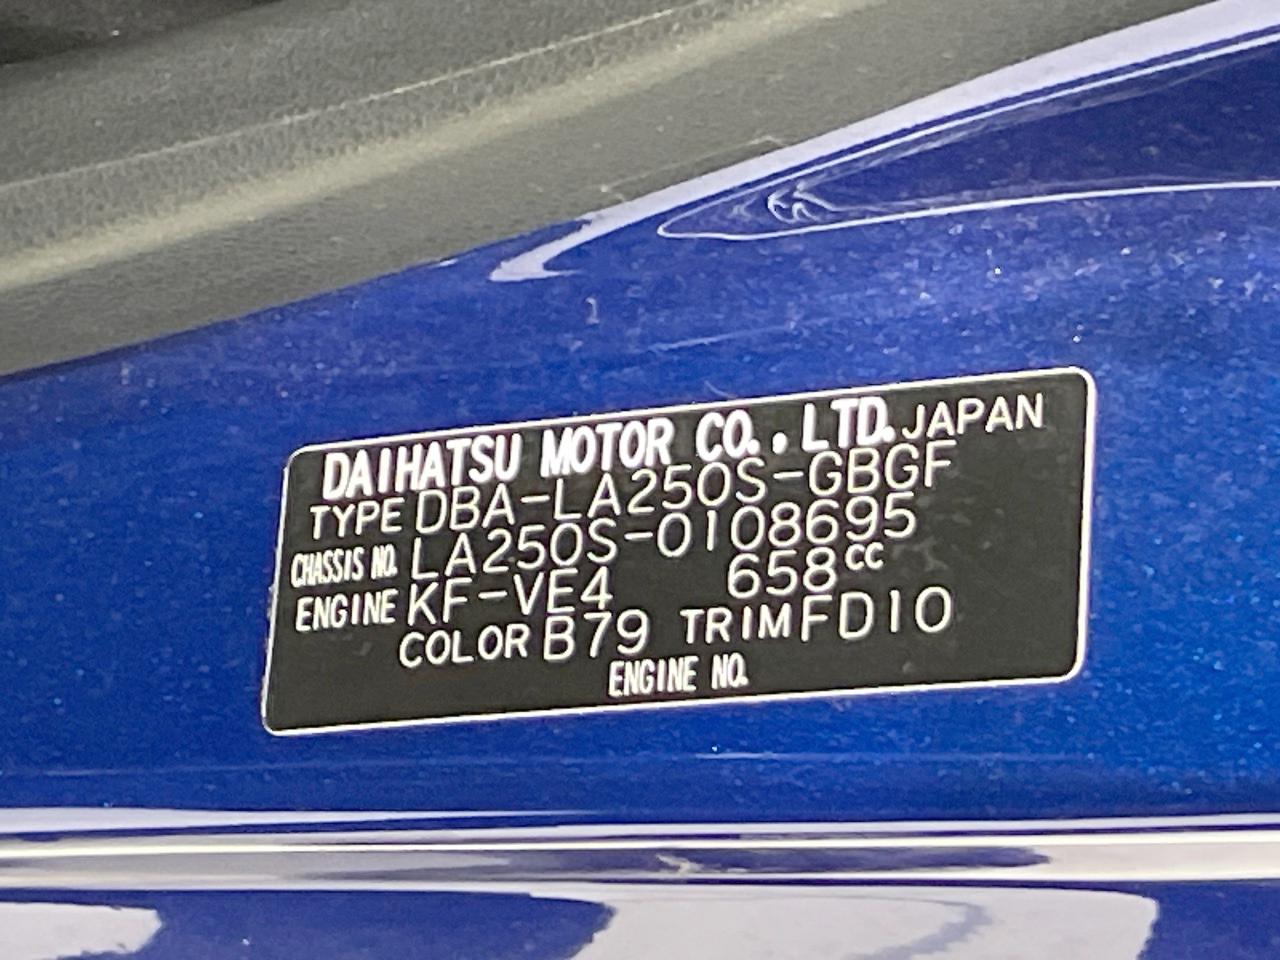 DAIHATSU MOTOR CO., LTD. JAPAN
TYPE DBA-LA250S-GBGF
CHASSIS NO. LA250S-0108695
ENGINE KF-VE4 658cc
COLOR B79 TRIM FD10
ENGINE NO.